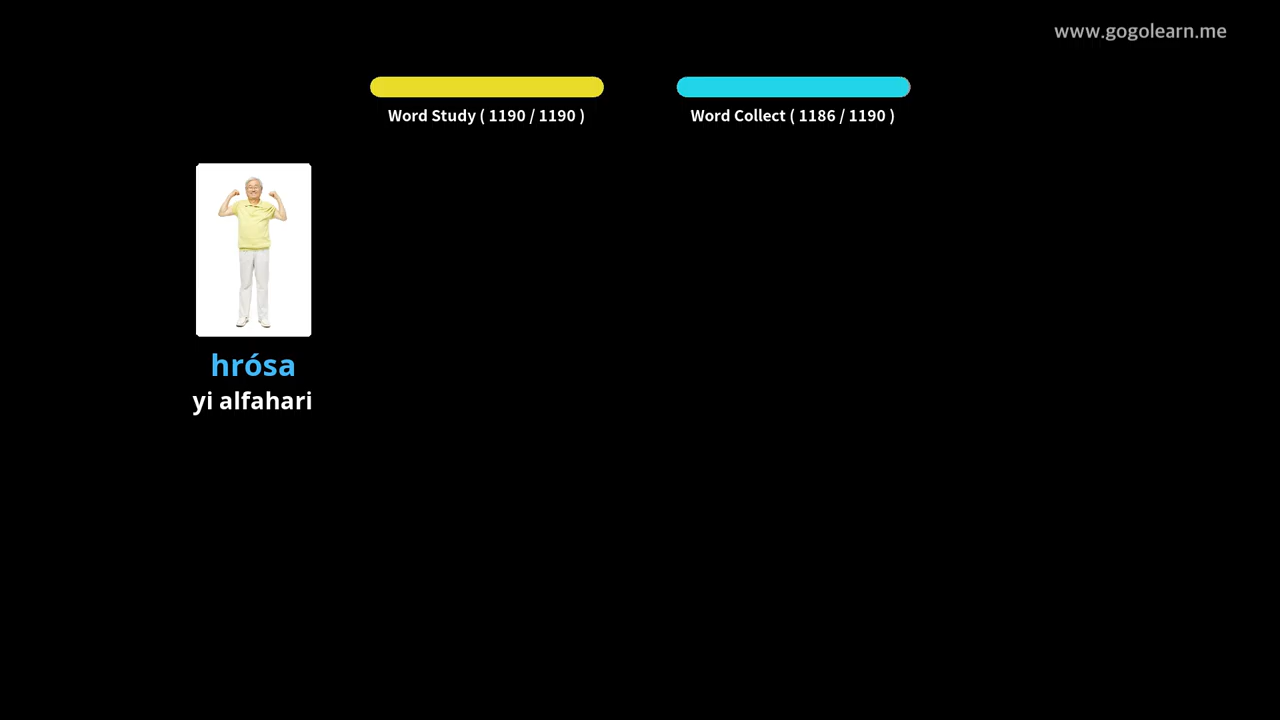 www.gogolearn.me
Word Study ( 1190 / 1190 )
Word Collect ( 1186 / 1190 )
hrósa
yi alfahari